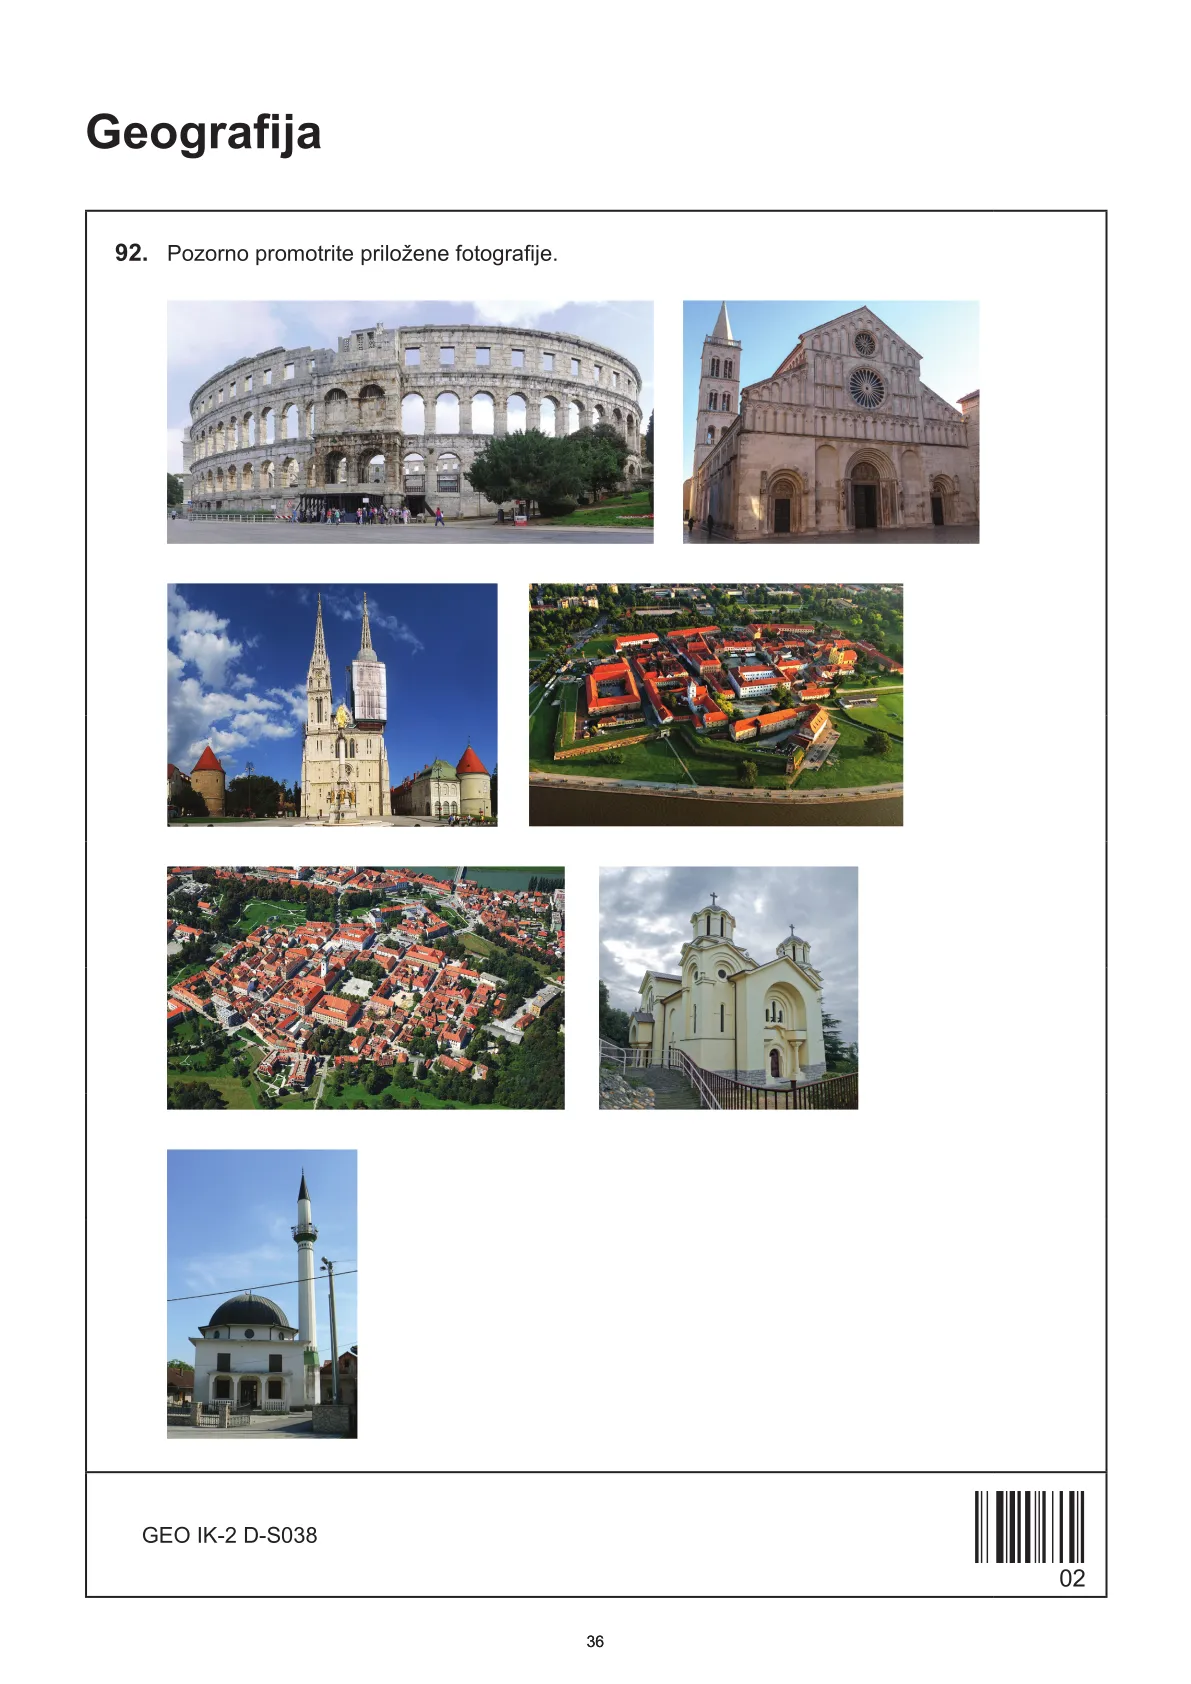 Geografija
92. Pozorno promotrite priložene fotografije.
GEO IK-2 D-S038
02
36